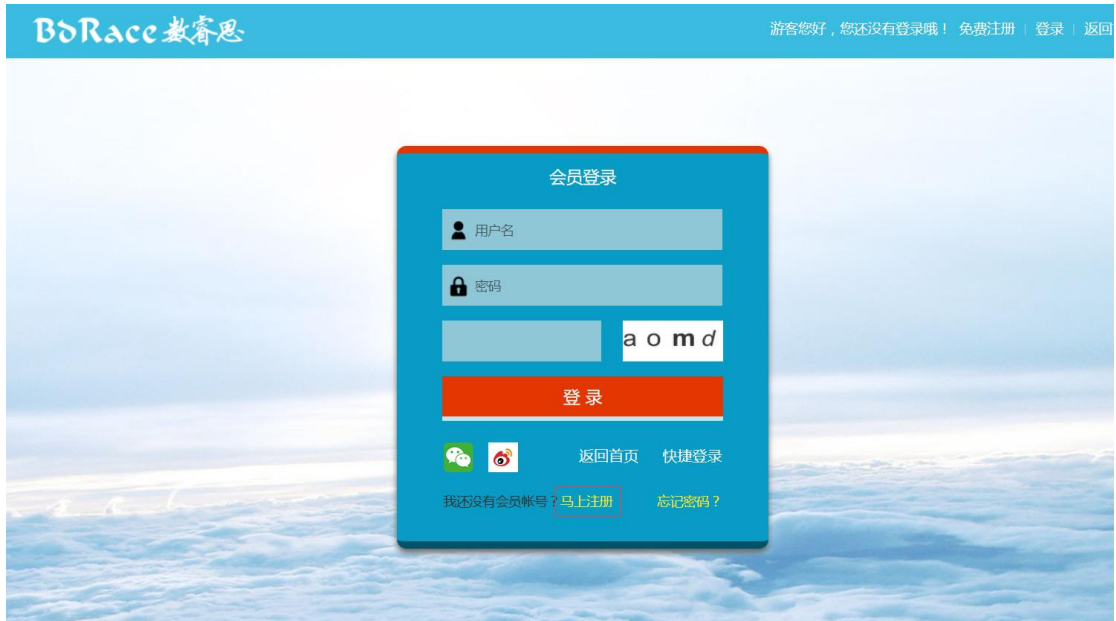 BdRace数睿思
游客您好，您还没有登录哦！ 免费注册 | 登录 | 返回
会员登录
用户名
密码
a o m d
登 录
返回首页 快捷登录
我还没有会员帐号？马上注册 忘记密码？